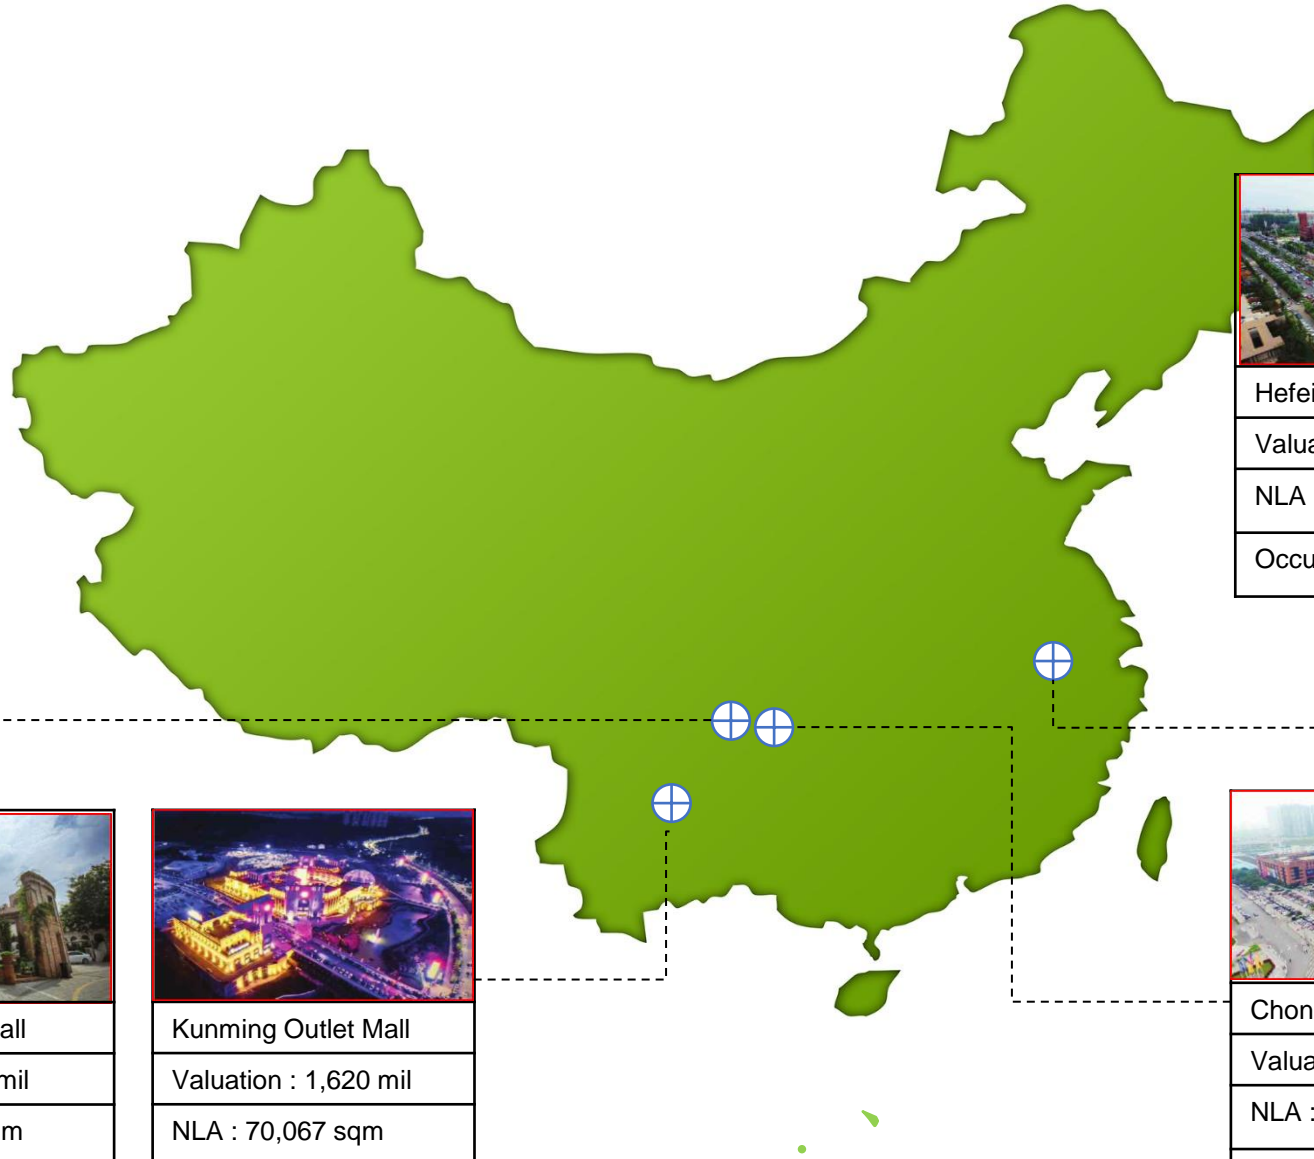 Hefei
Valua
NLA
Occu
all
mil
m
Kunming Outlet Mall
Valuation : 1,620 mil
NLA : 70,067 sqm
Chon
Valua
NLA :